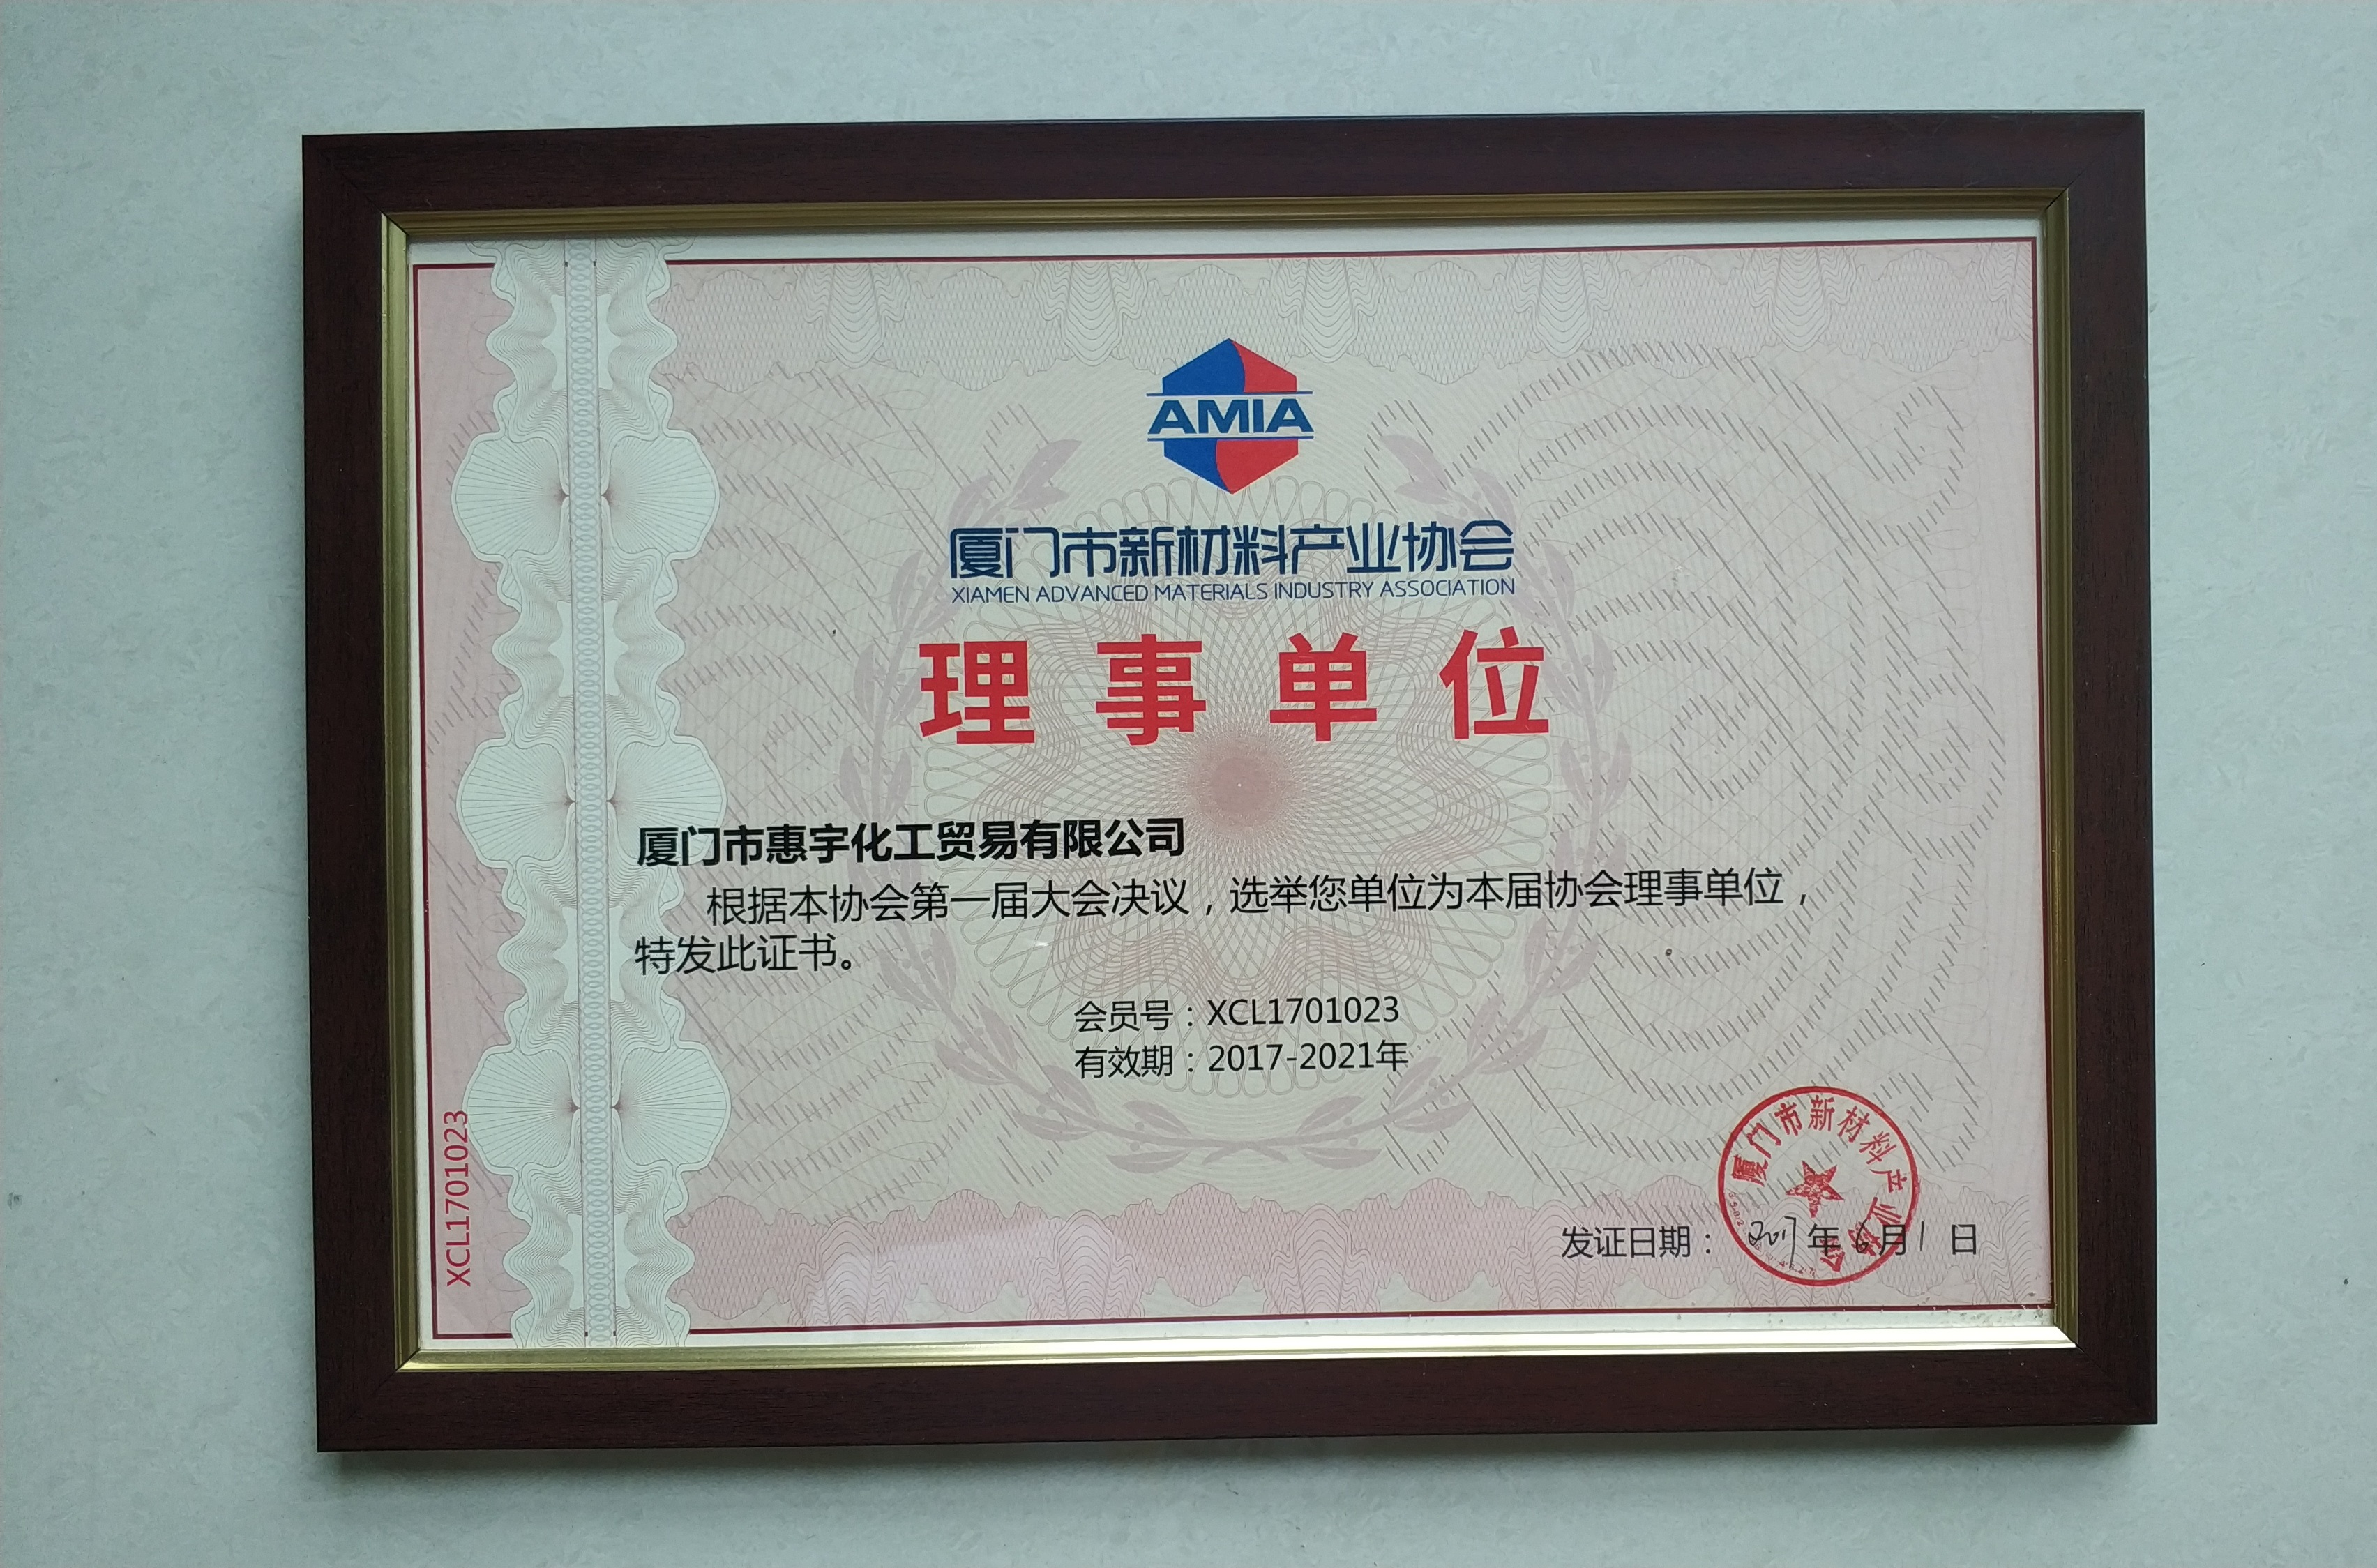 AMIA
厦门市新材料产业协会
XIAMEN ADVANCED MATERIALS INDUSTRY ASSOCIATION
理事单位
厦门市惠宇化工贸易有限公司
根据本协会第一届大会决议，选举您单位为本届协会理事单位，
特发此证书。
会员号：XCL1701023
有效期：2017-2021年
XCL1701023
厦门市新材料产业协会
发证日期：2017年6月1日